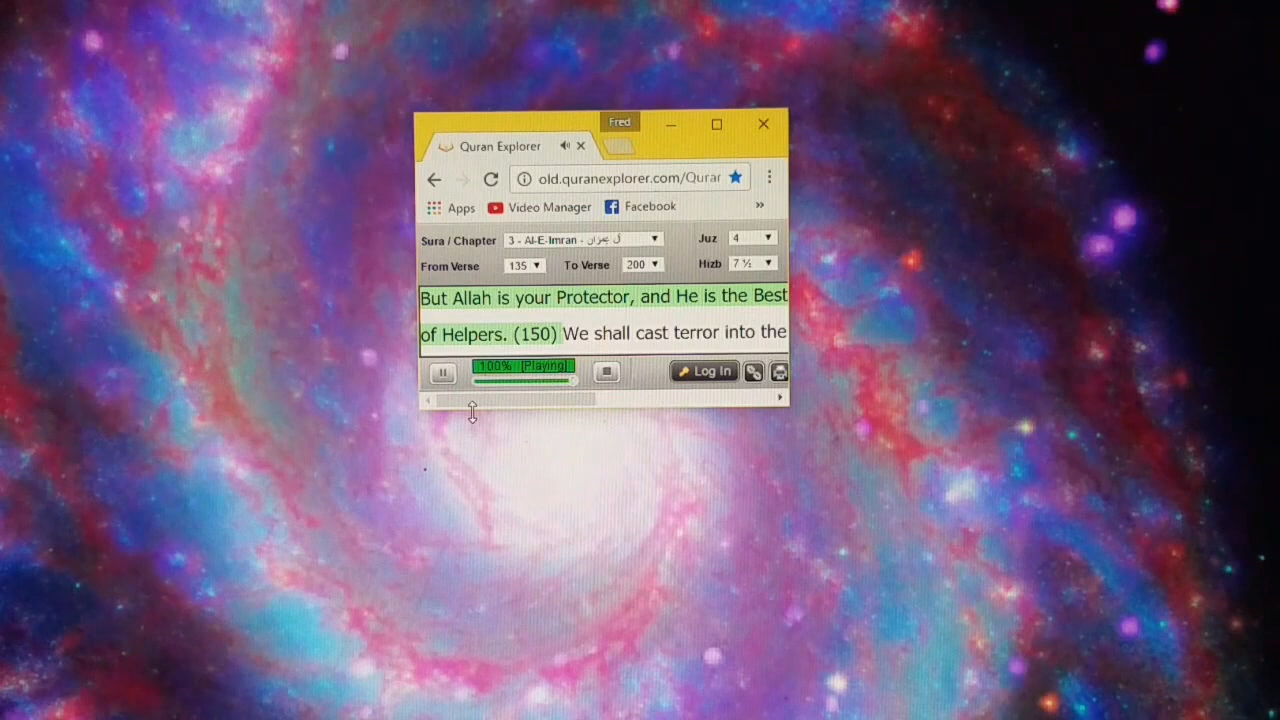 Fred
Quran Explorer
old.quranexplorer.com/Qurar
Apps Video Manager Facebook »
Sura / Chapter 3 - Al-E-Imran - آل عمران Juz 4
From Verse 135 To Verse 200 Hizb 7 ½
But Allah is your Protector, and He is the Best
of Helpers. (150) We shall cast terror into the
100% [Playing] Log In